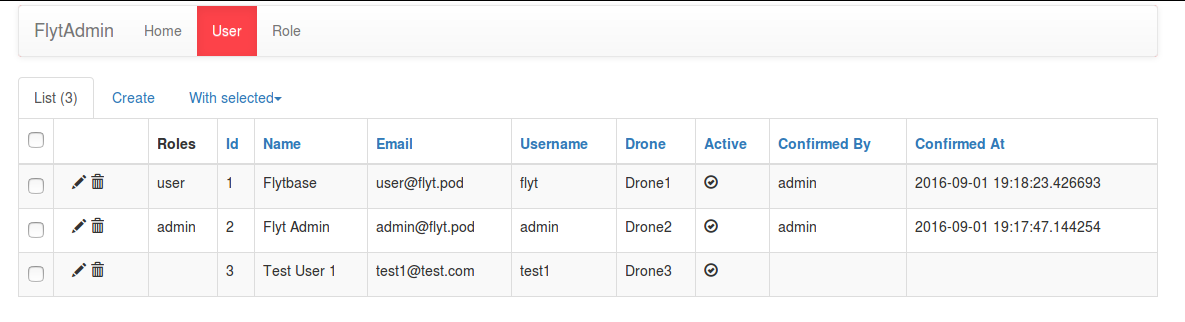 FlytAdmin Home User Role
List (3) Create With selected
Roles Id Name Email Username Drone Active Confirmed By Confirmed At
user 1 Flytbase user@flyt.pod flyt Drone1 admin 2016-09-01 19:18:23.426693
admin 2 Flyt Admin admin@flyt.pod admin Drone2 admin 2016-09-01 19:17:47.144254
3 Test User 1 test1@test.com test1 Drone3